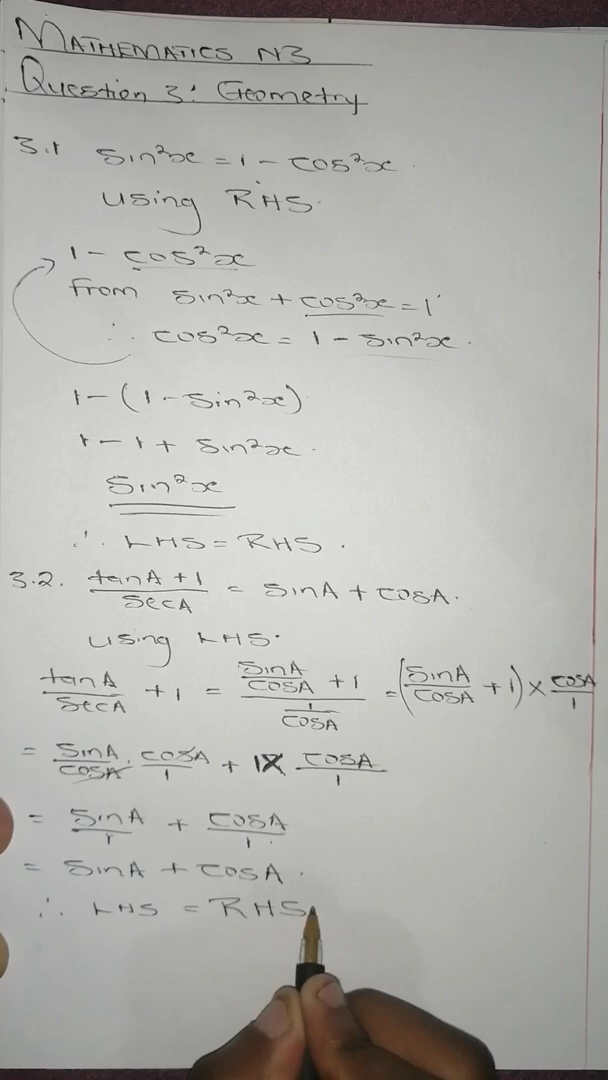 MATHEMATICS N3
Question 3: Geometry
3.1 sin²x = 1 - cos²x.
using RHS.
1 - cos²x
from sin²x + cos²x = 1
∴ cos²x = 1 - sin²x.
1-(1-sin²x)
1-1 + sin²x.
sin²x
∴ LHS = RHS.
3.2. (tanA + 1)/secA = sinA + cosA.
using LHS.
tanA/secA + 1 = (sinA/cosA + 1)/(1/cosA) = (sinA/cosA + 1) × cosA/1
= sinA/cosA . cosA/1 + 1 × cosA/1
= sinA/1 + cosA/1.
= sinA + cosA.
∴ LHS = RHS